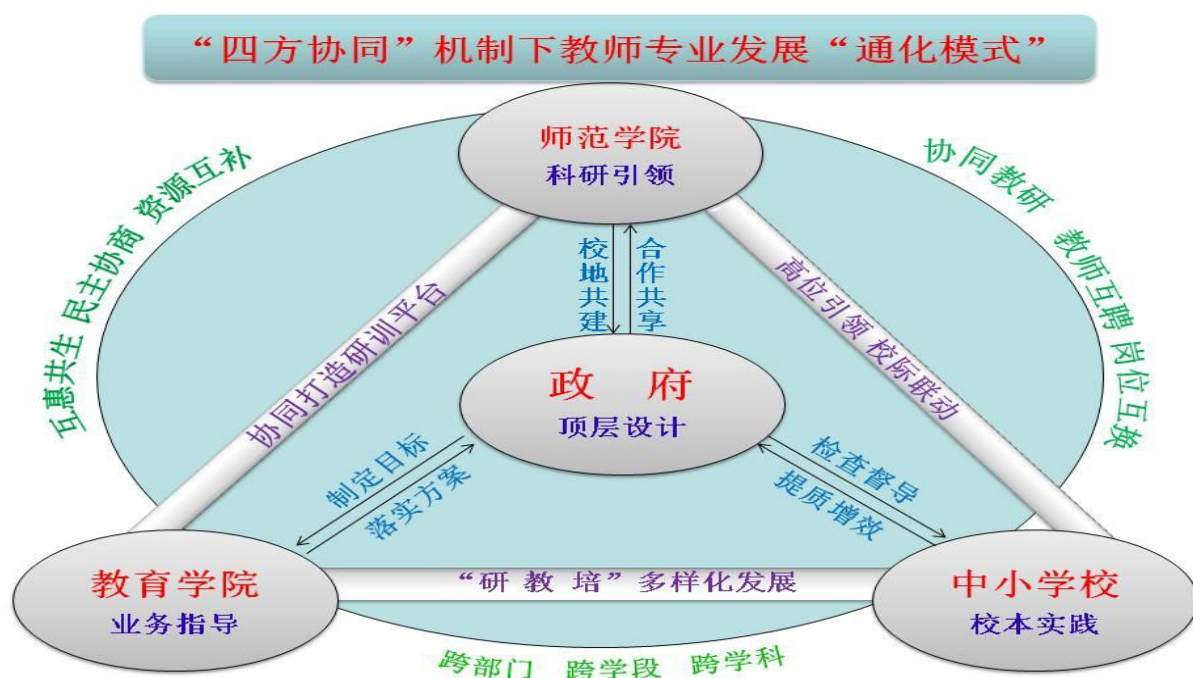 “四方协同”机制下教师专业发展“通化模式”
师范学院
科研引领
互惠共生 民主协商 资源互补
协同教研 教师互聘 岗位互换
校地共建
合作共享
协同打造研训平台
高位引领 校际联动
政 府
顶层设计
制定目标
落实方案
检查督导
提质增效
教育学院
业务指导
“研 教 培”多样化发展
中小学校
校本实践
跨部门 跨学段 跨学科